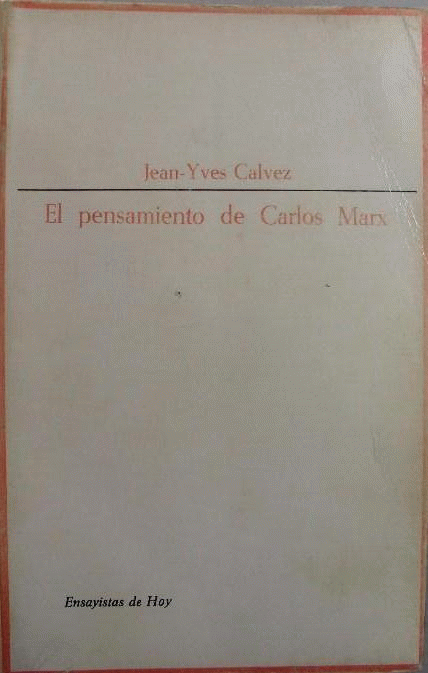 Jean-Yves Calvez
El pensamiento de Carlos Marx
Ensayistas de Hoy